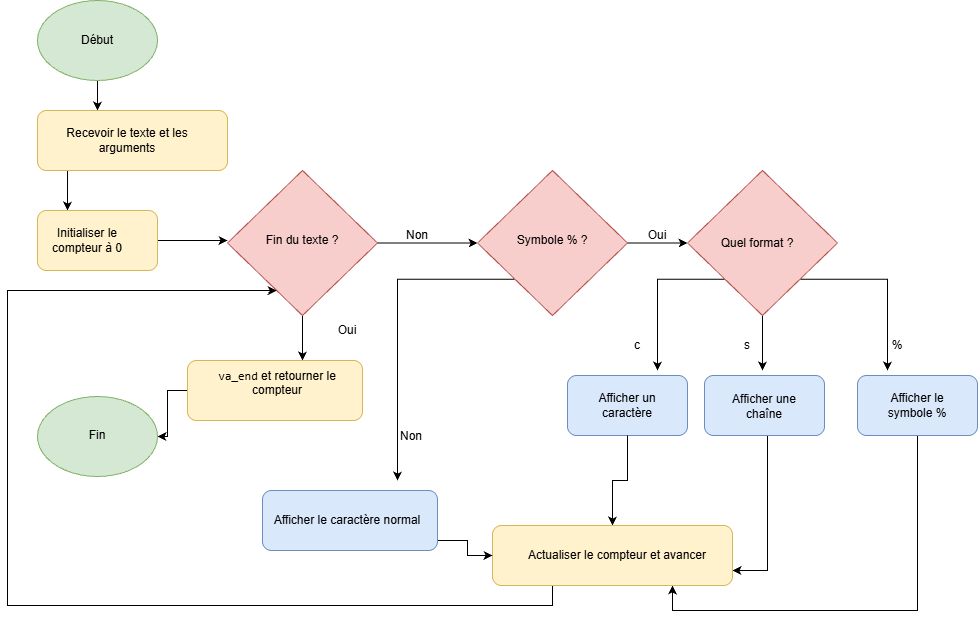 Début
Recevoir le texte et les
arguments
Initialiser le
compteur à 0
Fin du texte ?
Non
Symbole % ?
Oui
Quel format ?
Oui
c
s
%
va_end et retourner le
compteur
Afficher un
caractère
Afficher une
chaîne
Afficher le
symbole %
Fin
Non
Afficher le caractère normal
Actualiser le compteur et avancer